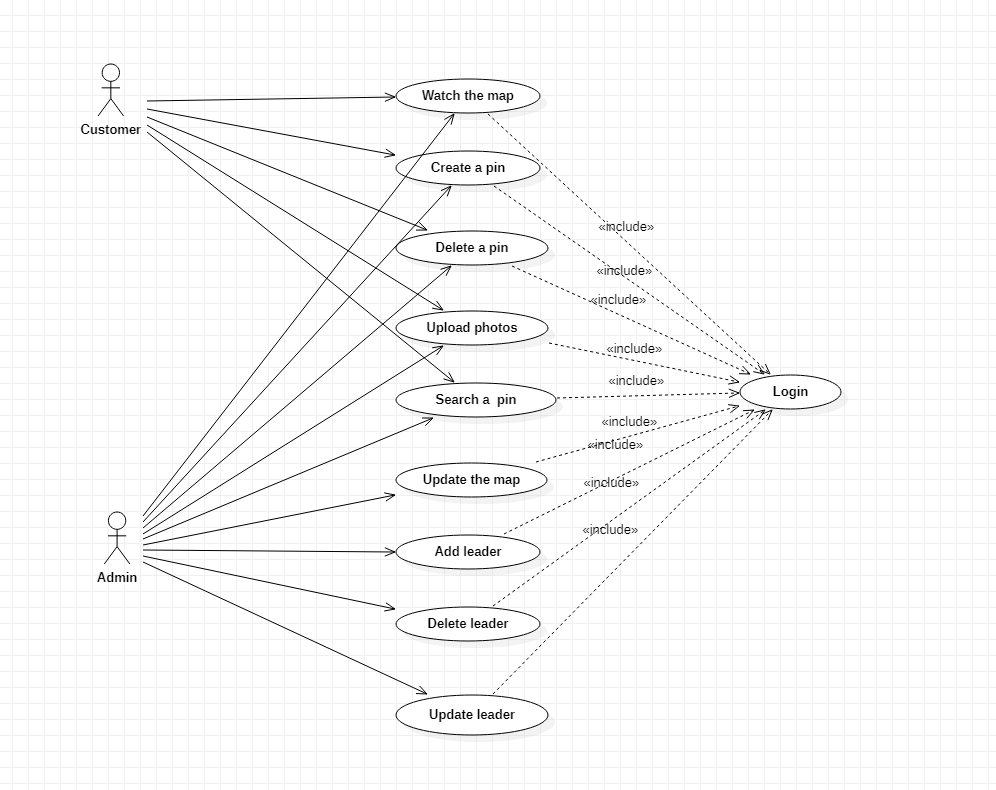 Customer
Watch the map
Create a pin
«include»
Delete a pin
«include»
«include»
Upload photos
«include»
«include»
Login
Search a  pin
«include»
«include»
Update the map
«include»
«include»
Add leader
Admin
Delete leader
Update leader